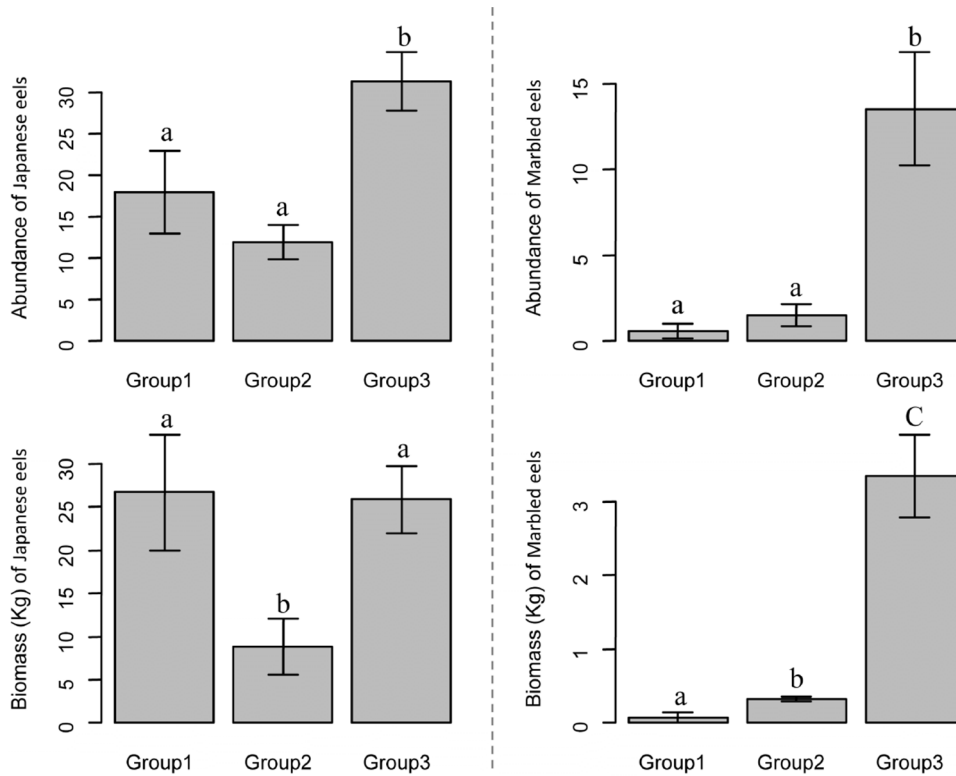 Abundance of Japanese eels
0 5 10 15 20 25 30
a a b
Group1 Group2 Group3
Abundance of Marbled eels
0 5 10 15
a a b
Group1 Group2 Group3
Biomass (Kg) of Japanese eels
0 5 10 15 20 25 30
a b a
Group1 Group2 Group3
Biomass (Kg) of Marbled eels
0 1 2 3
a b C
Group1 Group2 Group3